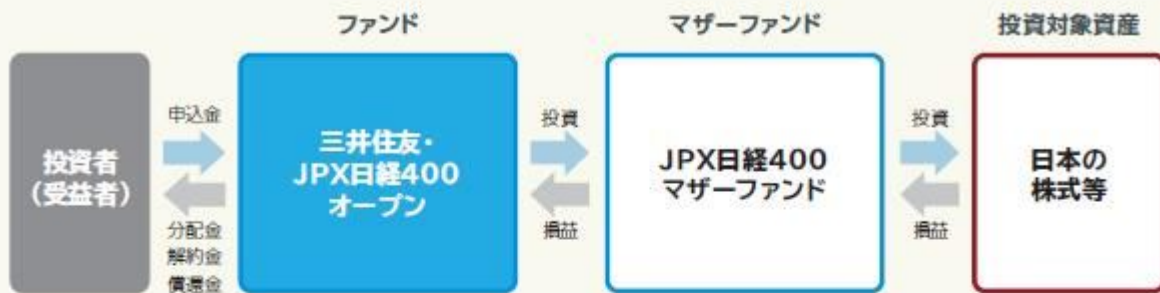 ファンド
マザーファンド
投資対象資産
投資者
(受益者)
申込金
分配金
解約金
償還金
三井住友・
JPX日経400
オープン
投資
損益
JPX日経400
マザーファンド
投資
損益
日本の
株式等